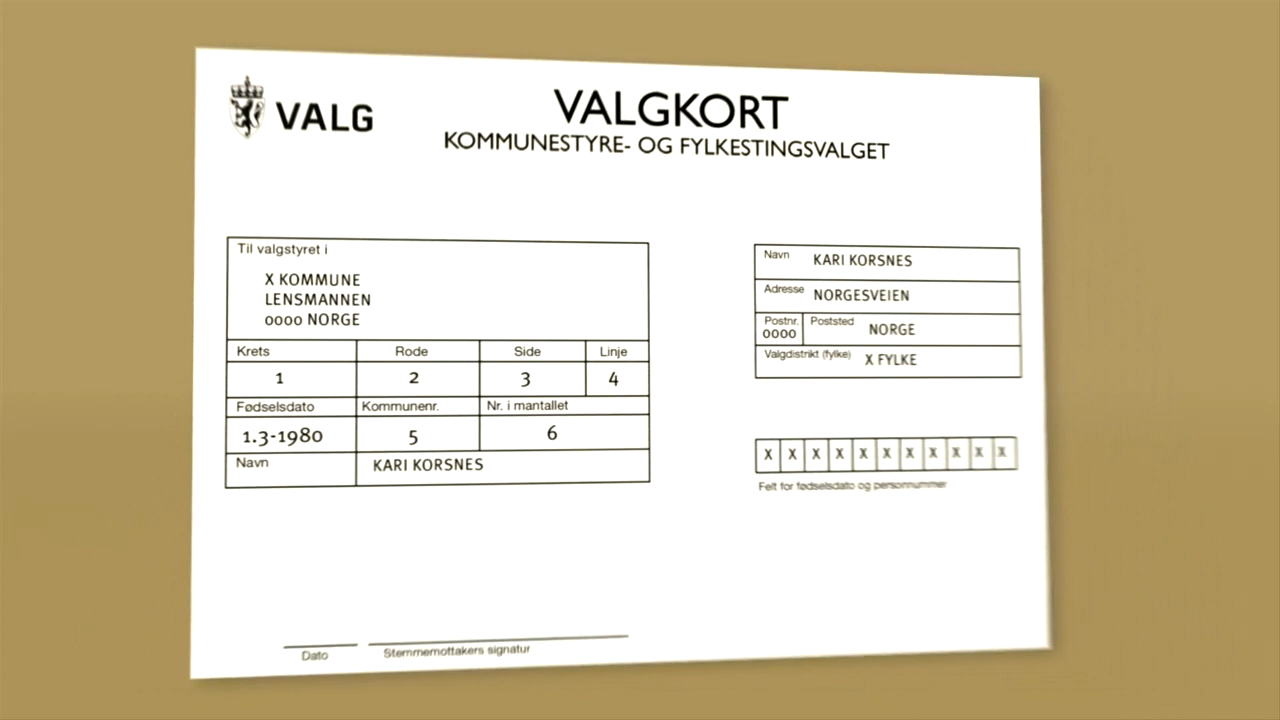 VALG
VALGKORT
KOMMUNESTYRE- OG FYLKESTINGSVALGET
Til valgstyret i
X KOMMUNE
LENSMANNEN
0000 NORGE
Krets Rode Side Linje
1 2 3 4
Fødselsdato Kommunenr. Nr. i mantallet
1.3-1980 5 6
Navn KARI KORSNES
Navn KARI KORSNES
Adresse NORGESVEIEN
Postnr. Poststed
0000 NORGE
Valgdistrikt (fylke) X FYLKE
X X X X X X X X X X X
Felt for fødselsdato og personnummer
Dato Stemmemottakers signatur